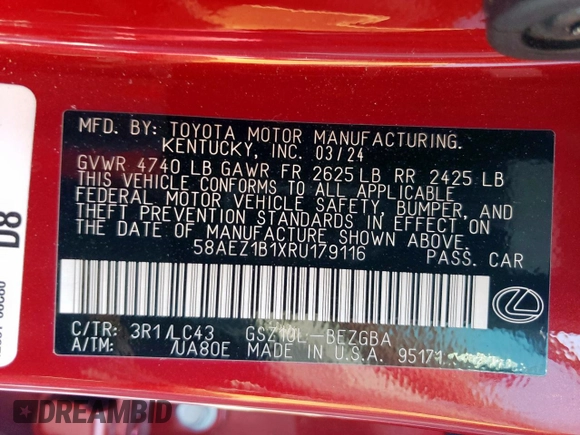 MFD. BY: TOYOTA MOTOR MANUFACTURING.
KENTUCKY, INC. 03/24
GVWR 4740 LB GAWR FR 2625 LB RR 2425 LB
THIS VEHICLE CONFORMS TO ALL APPLICABLE
FEDERAL MOTOR VEHICLE SAFETY, BUMPER, AND
THEFT PREVENTION STANDARDS IN EFFECT ON
THE DATE OF MANUFACTURE SHOWN ABOVE.
58AEZ1B1XRU179116 PASS. CAR
C/TR: 3R1/LC43 GSZ10L-BEZGBA
A/TM: /UA80E MADE IN U.S.A. 95171
D8
DREAMBID